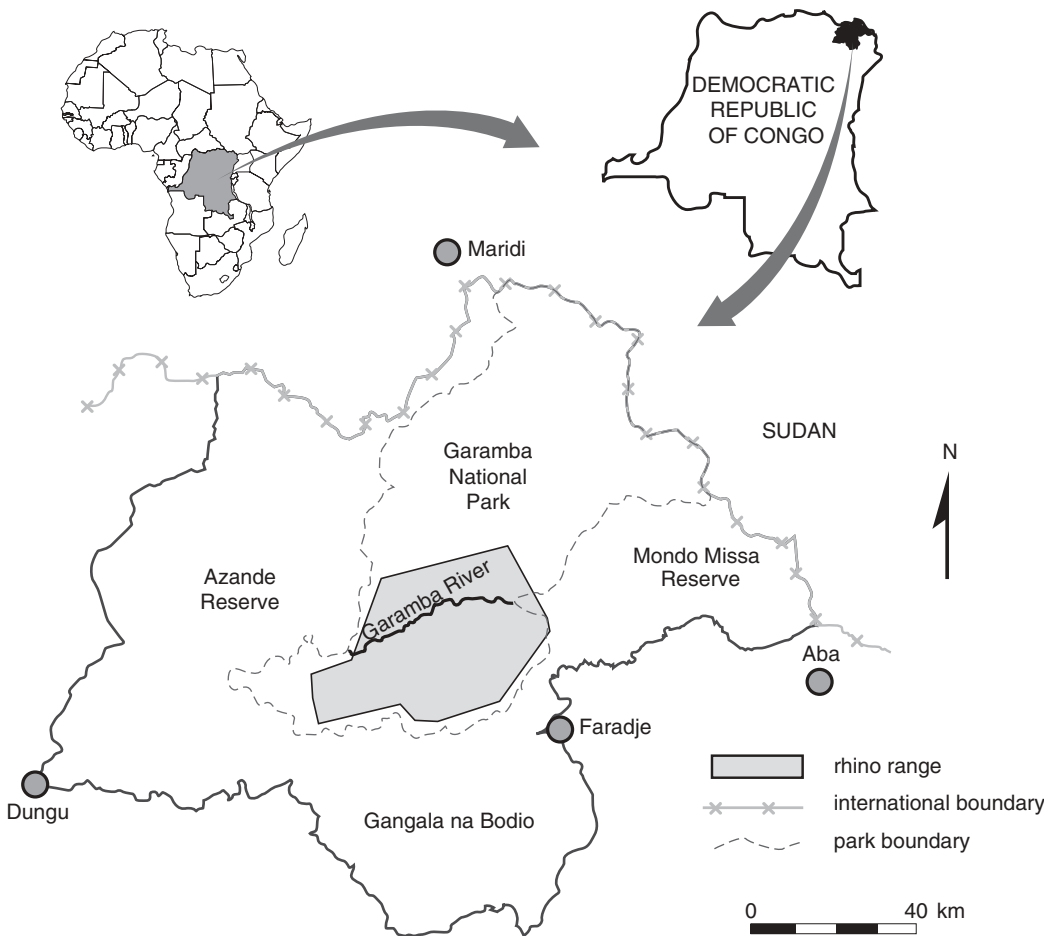 DEMOCRATIC
REPUBLIC
OF CONGO
Maridi
SUDAN
N
Garamba
National
Park
Mondo Missa
Reserve
Azande
Reserve
Garamba River
Aba
Faradje
Dungu
Gangala na Bodio
rhino range
international boundary
park boundary
0 40 km